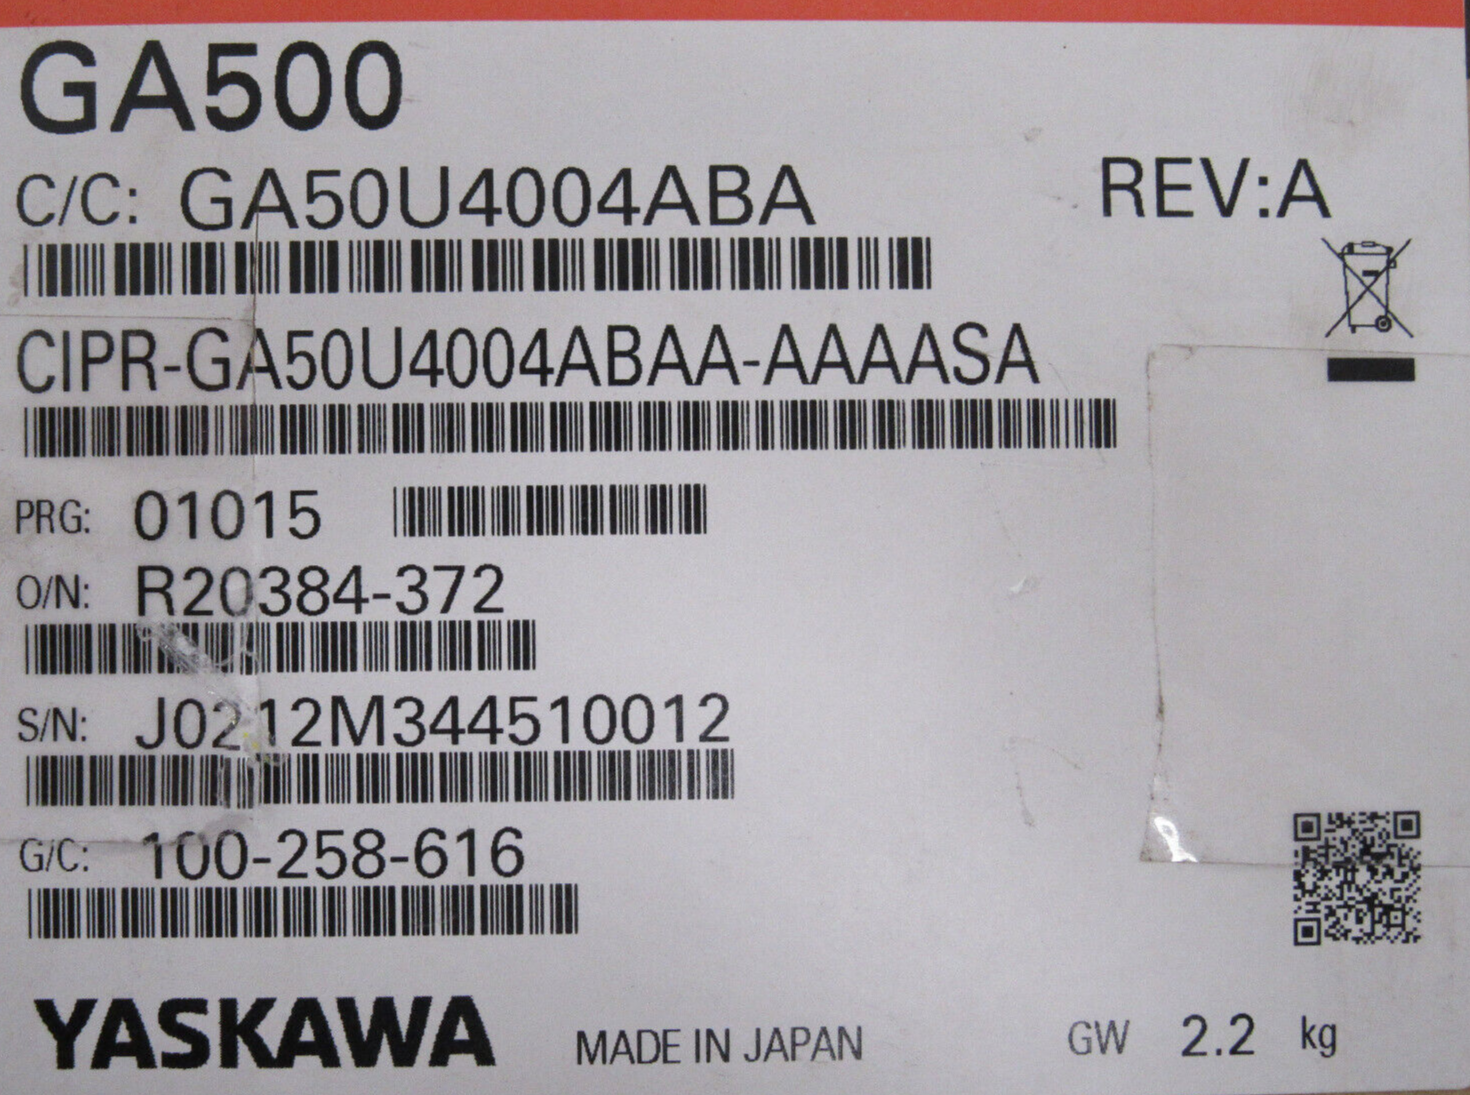 GA500
C/C: GA50U4004ABA
REV:A
CIPR-GA50U4004ABAA-AAAASA
PRG: 01015
O/N: R20384-372
S/N: J0212M344510012
G/C: 100-258-616
YASKAWA
MADE IN JAPAN
GW 2.2 kg